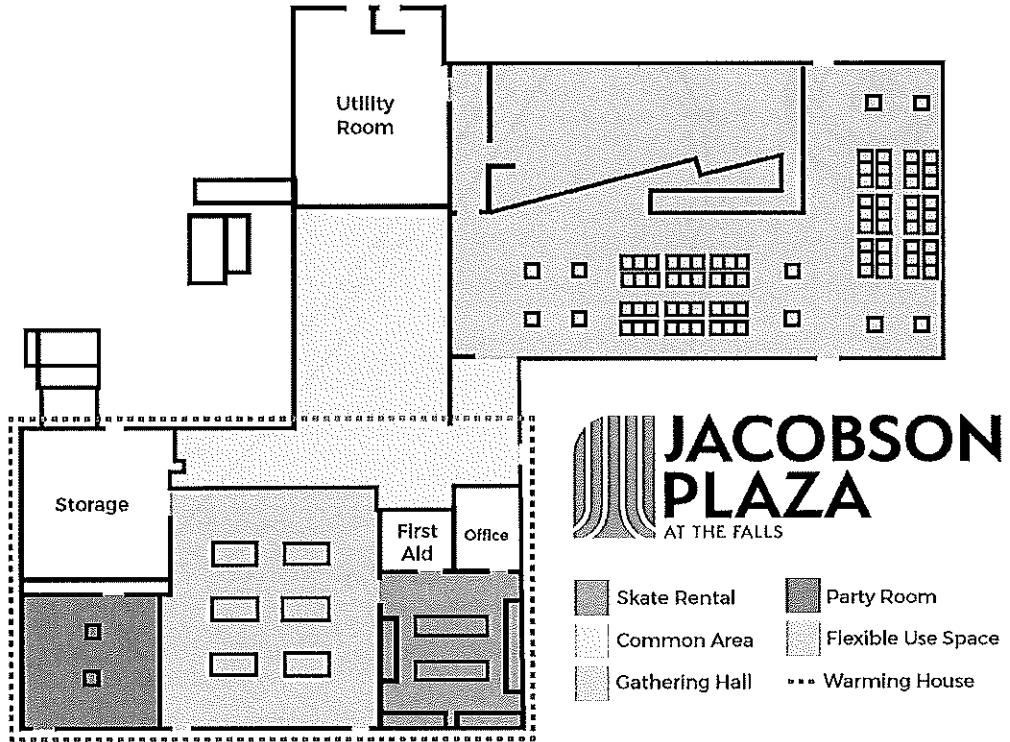 Utility
Room
Storage
First
Aid
Office
JACOBSON
PLAZA
AT THE FALLS
Skate Rental
Party Room
Common Area
Flexible Use Space
Gathering Hall
Warming House